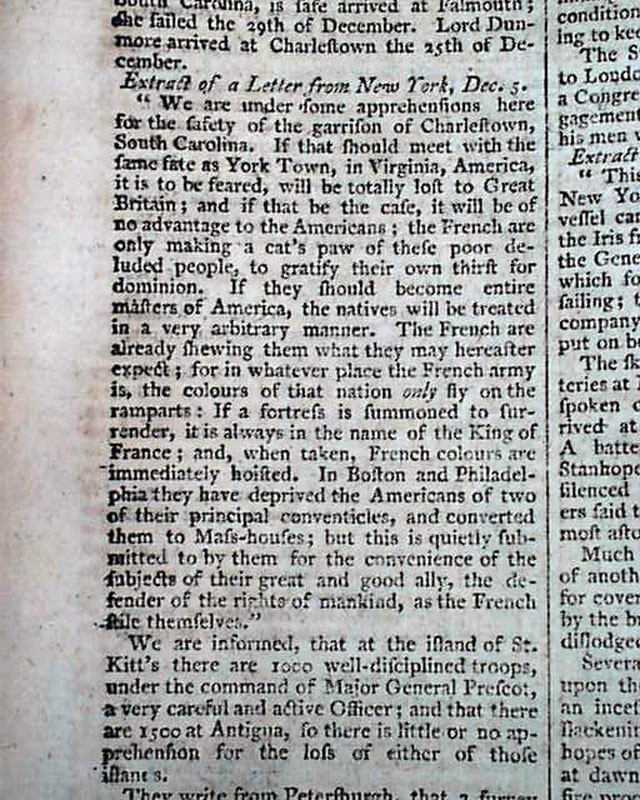 South Carolina, is ſafe arrived at Falmouth;
ſhe ſailed the 29th of December. Lord Dun-
more arrived at Charleſtown the 25th of De-
cember.
Extract of a Letter from New York, Dec. 5.
“ We are under ſome apprehenſions here
for the ſafety of the garriſon of Charleſtown,
South Carolina. If that ſhould meet with the
ſame fate as York Town, in Virginia, America,
it is to be feared, will be totally loſt to Great
Britain; and if that be the caſe, it will be of
no advantage to the Americans; the French are
only making a cat's paw of theſe poor de-
luded people, to gratify their own thirſt for
dominion. If they ſhould become entire
maſters of America, the natives will be treated
in a very arbitrary manner. The French are
already ſhewing them what they may hereafter
expect; for in whatever place the French army
is, the colours of that nation only fly on the
ramparts: If a fortreſs is ſummoned to ſur-
render, it is always in the name of the King of
France; and, when taken, French colours are
immediately hoiſted. In Boſton and Philadel-
phia they have deprived the Americans of two
of their principal conventicles, and converted
them to Maſs-houſes; but this is quietly ſub-
mitted to by them for the convenience of the
ſubjects of their great and good ally, the de-
fender of the rights of mankind, as the French
ſtile themſelves.”
We are informed, that at the iſland of St.
Kitt's there are 1000 well-diſciplined troops,
under the command of Major General Preſcot,
a very careful and active Officer; and that there
are 1500 at Antigua, ſo there is little or no ap-
prehenſion for the loſs of either of thoſe
iſlands.
They write from Peterſburgh, that
condition
ing to kee
The S
to Londo
a Congre
gagement
his men
Extract
“ This
New Yo
veſſel ca
the Iris f
the Gene
which fo
ſailing; t
company
put on b
The ſk
teries at
ſpoken
rived at
A batte
Stanhope
ſilenced
ers ſaid t
moſt aſto
Much
of anoth
for cover
by the b
diſlodge
Severa
upon th
an inceſ
ſlackenin
hopes of
at dawn
fire